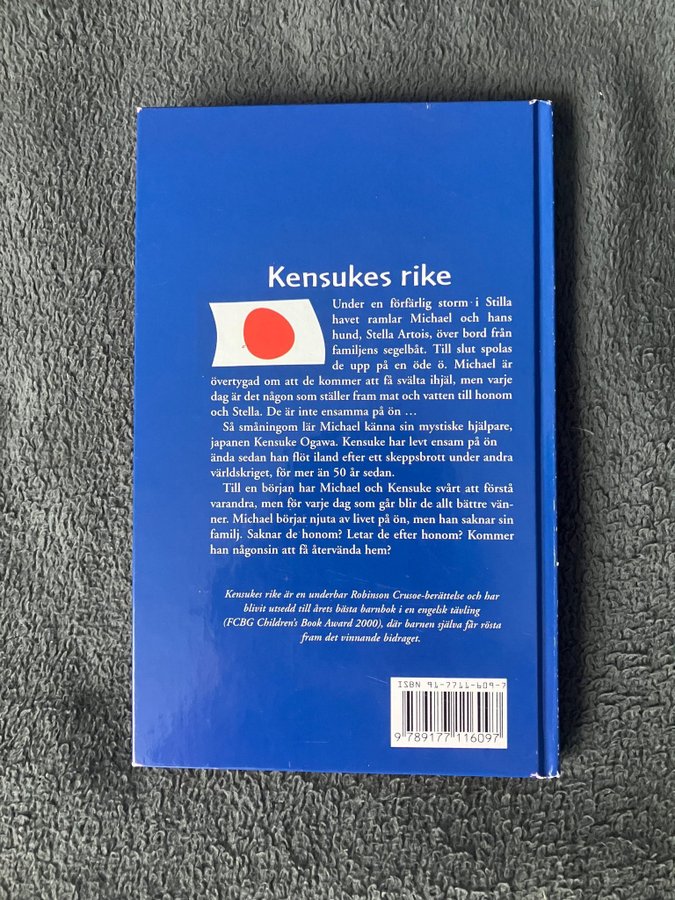 Kensukes rike
Under en förfärlig storm i Stilla
havet ramlar Michael och hans
hund, Stella Artois, över bord från
familjens segelbåt. Till slut spolas
de upp på en öde ö. Michael är
övertygad om att de kommer att få svälta ihjäl, men varje
dag är det någon som ställer fram mat och vatten till honom
och Stella. De är inte ensamma på ön ...
Så småningom lär Michael känna sin mystiske hjälpare,
japanen Kensuke Ogawa. Kensuke har levt ensam på ön
ända sedan han flöt iland efter ett skeppsbrott under andra
världskriget, för mer än 50 år sedan.
Till en början har Michael och Kensuke svårt att förstå
varandra, men för varje dag som går blir de allt bättre vän-
ner. Michael börjar njuta av livet på ön, men han saknar sin
familj. Saknar de honom? Letar de efter honom? Kommer
han någonsin att få återvända hem?
Kensukes rike är en underbar Robinson Crusoe-berättelse och har
blivit utsedd till årets bästa barnbok i en engelsk tävling
(FCBG Children's Book Award 2000), där barnen själva får rösta
fram det vinnande bidraget.
ISBN 91-7711-609-7
9 789177 116097